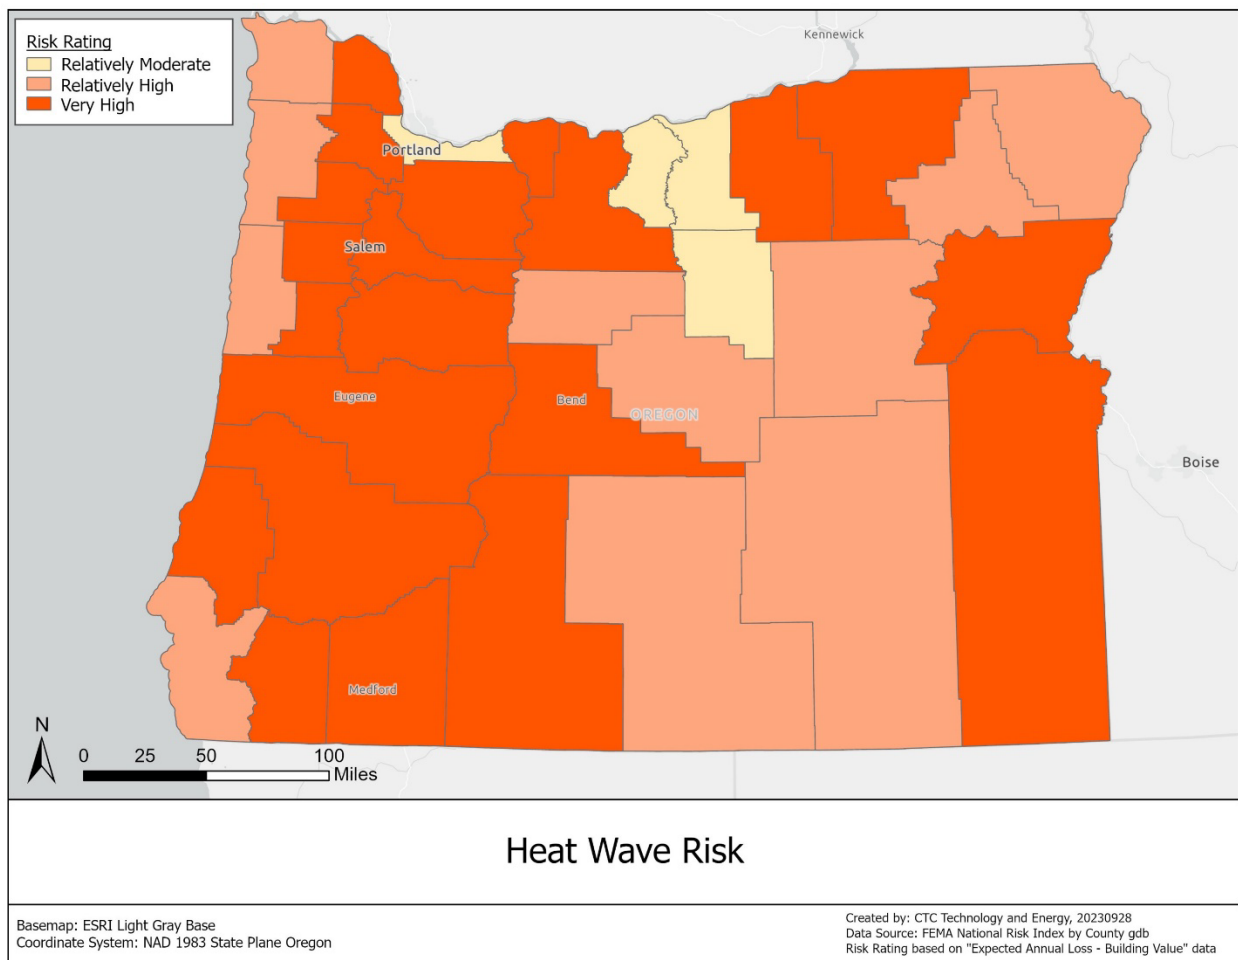 Risk Rating
Relatively Moderate
Relatively High
Very High
Kennewick
Portland
Salem
Eugene
Bend
OREGON
Boise
Medford
N
0 25 50 100
Miles
Heat Wave Risk
Basemap: ESRI Light Gray Base
Coordinate System: NAD 1983 State Plane Oregon
Created by: CTC Technology and Energy, 20230928
Data Source: FEMA National Risk Index by County gdb
Risk Rating based on "Expected Annual Loss - Building Value" data